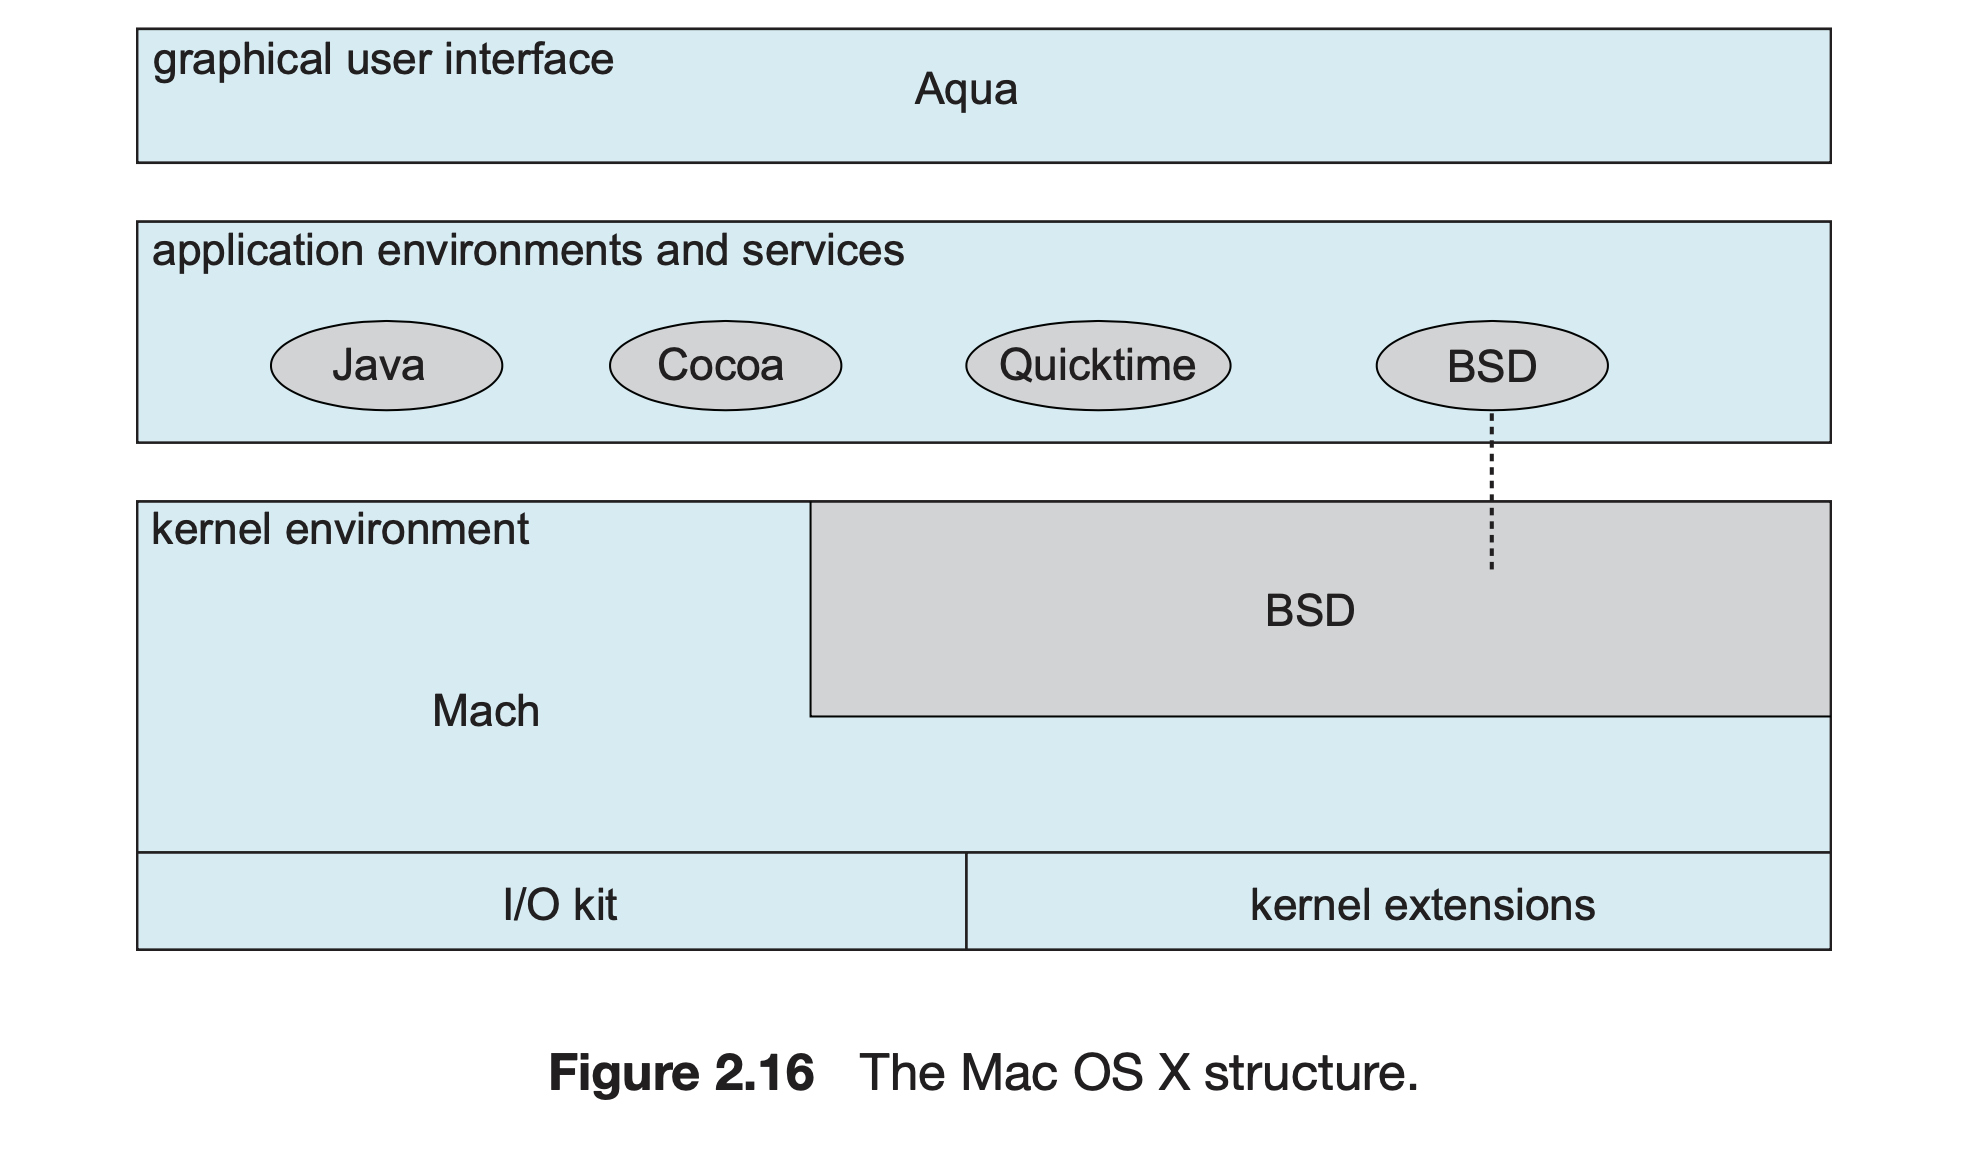 graphical user interface
Aqua
application environments and services
Java Cocoa Quicktime BSD
kernel environment
BSD
Mach
I/O kit kernel extensions
Figure 2.16 The Mac OS X structure.